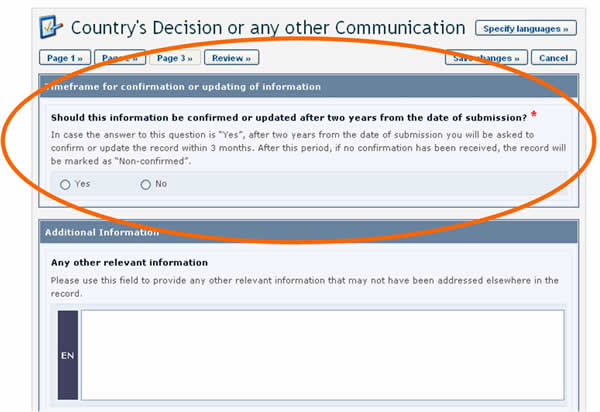 Country's Decision or any other Communication
Specify languages »
Page 1 » Page 2 » Page 3 » Review » Save changes » Cancel
Timeframe for confirmation or updating of information
Should this information be confirmed or updated after two years from the date of submission? *
In case the answer to this question is "Yes", after two years from the date of submission you will be asked to
confirm or update the record within 3 months. After this period, if no confirmation has been received, the record will
be marked as "Non-confirmed".
Yes No
Additional Information
Any other relevant information
Please use this field to provide any other relevant information that may not have been addressed elsewhere in the
record.
EN